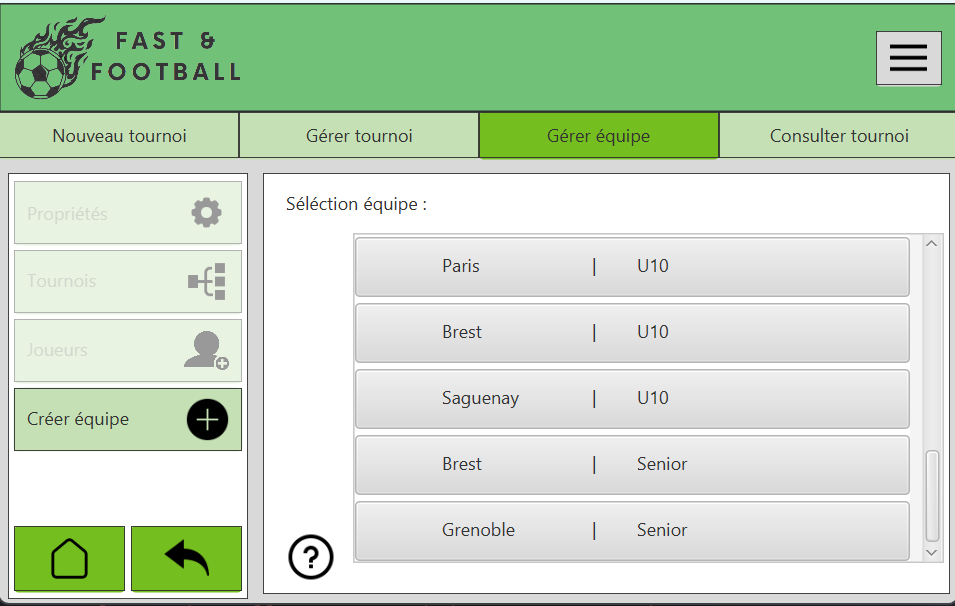 FAST &
FOOTBALL
Nouveau tournoi
Gérer tournoi
Gérer équipe
Consulter tournoi
Propriétés
Tournois
Joueurs
Créer équipe
Séléction équipe :
Paris | U10
Brest | U10
Saguenay | U10
Brest | Senior
Grenoble | Senior
?